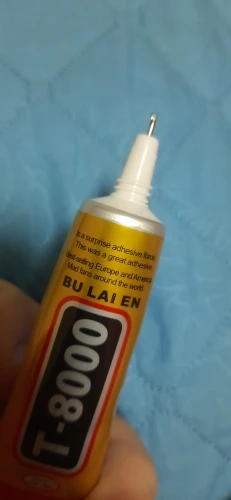 is a surprise adhesive force
This was a great adhesive
Best-selling Europe and America
Mad fans around the world
BU LAI EN
T-8000